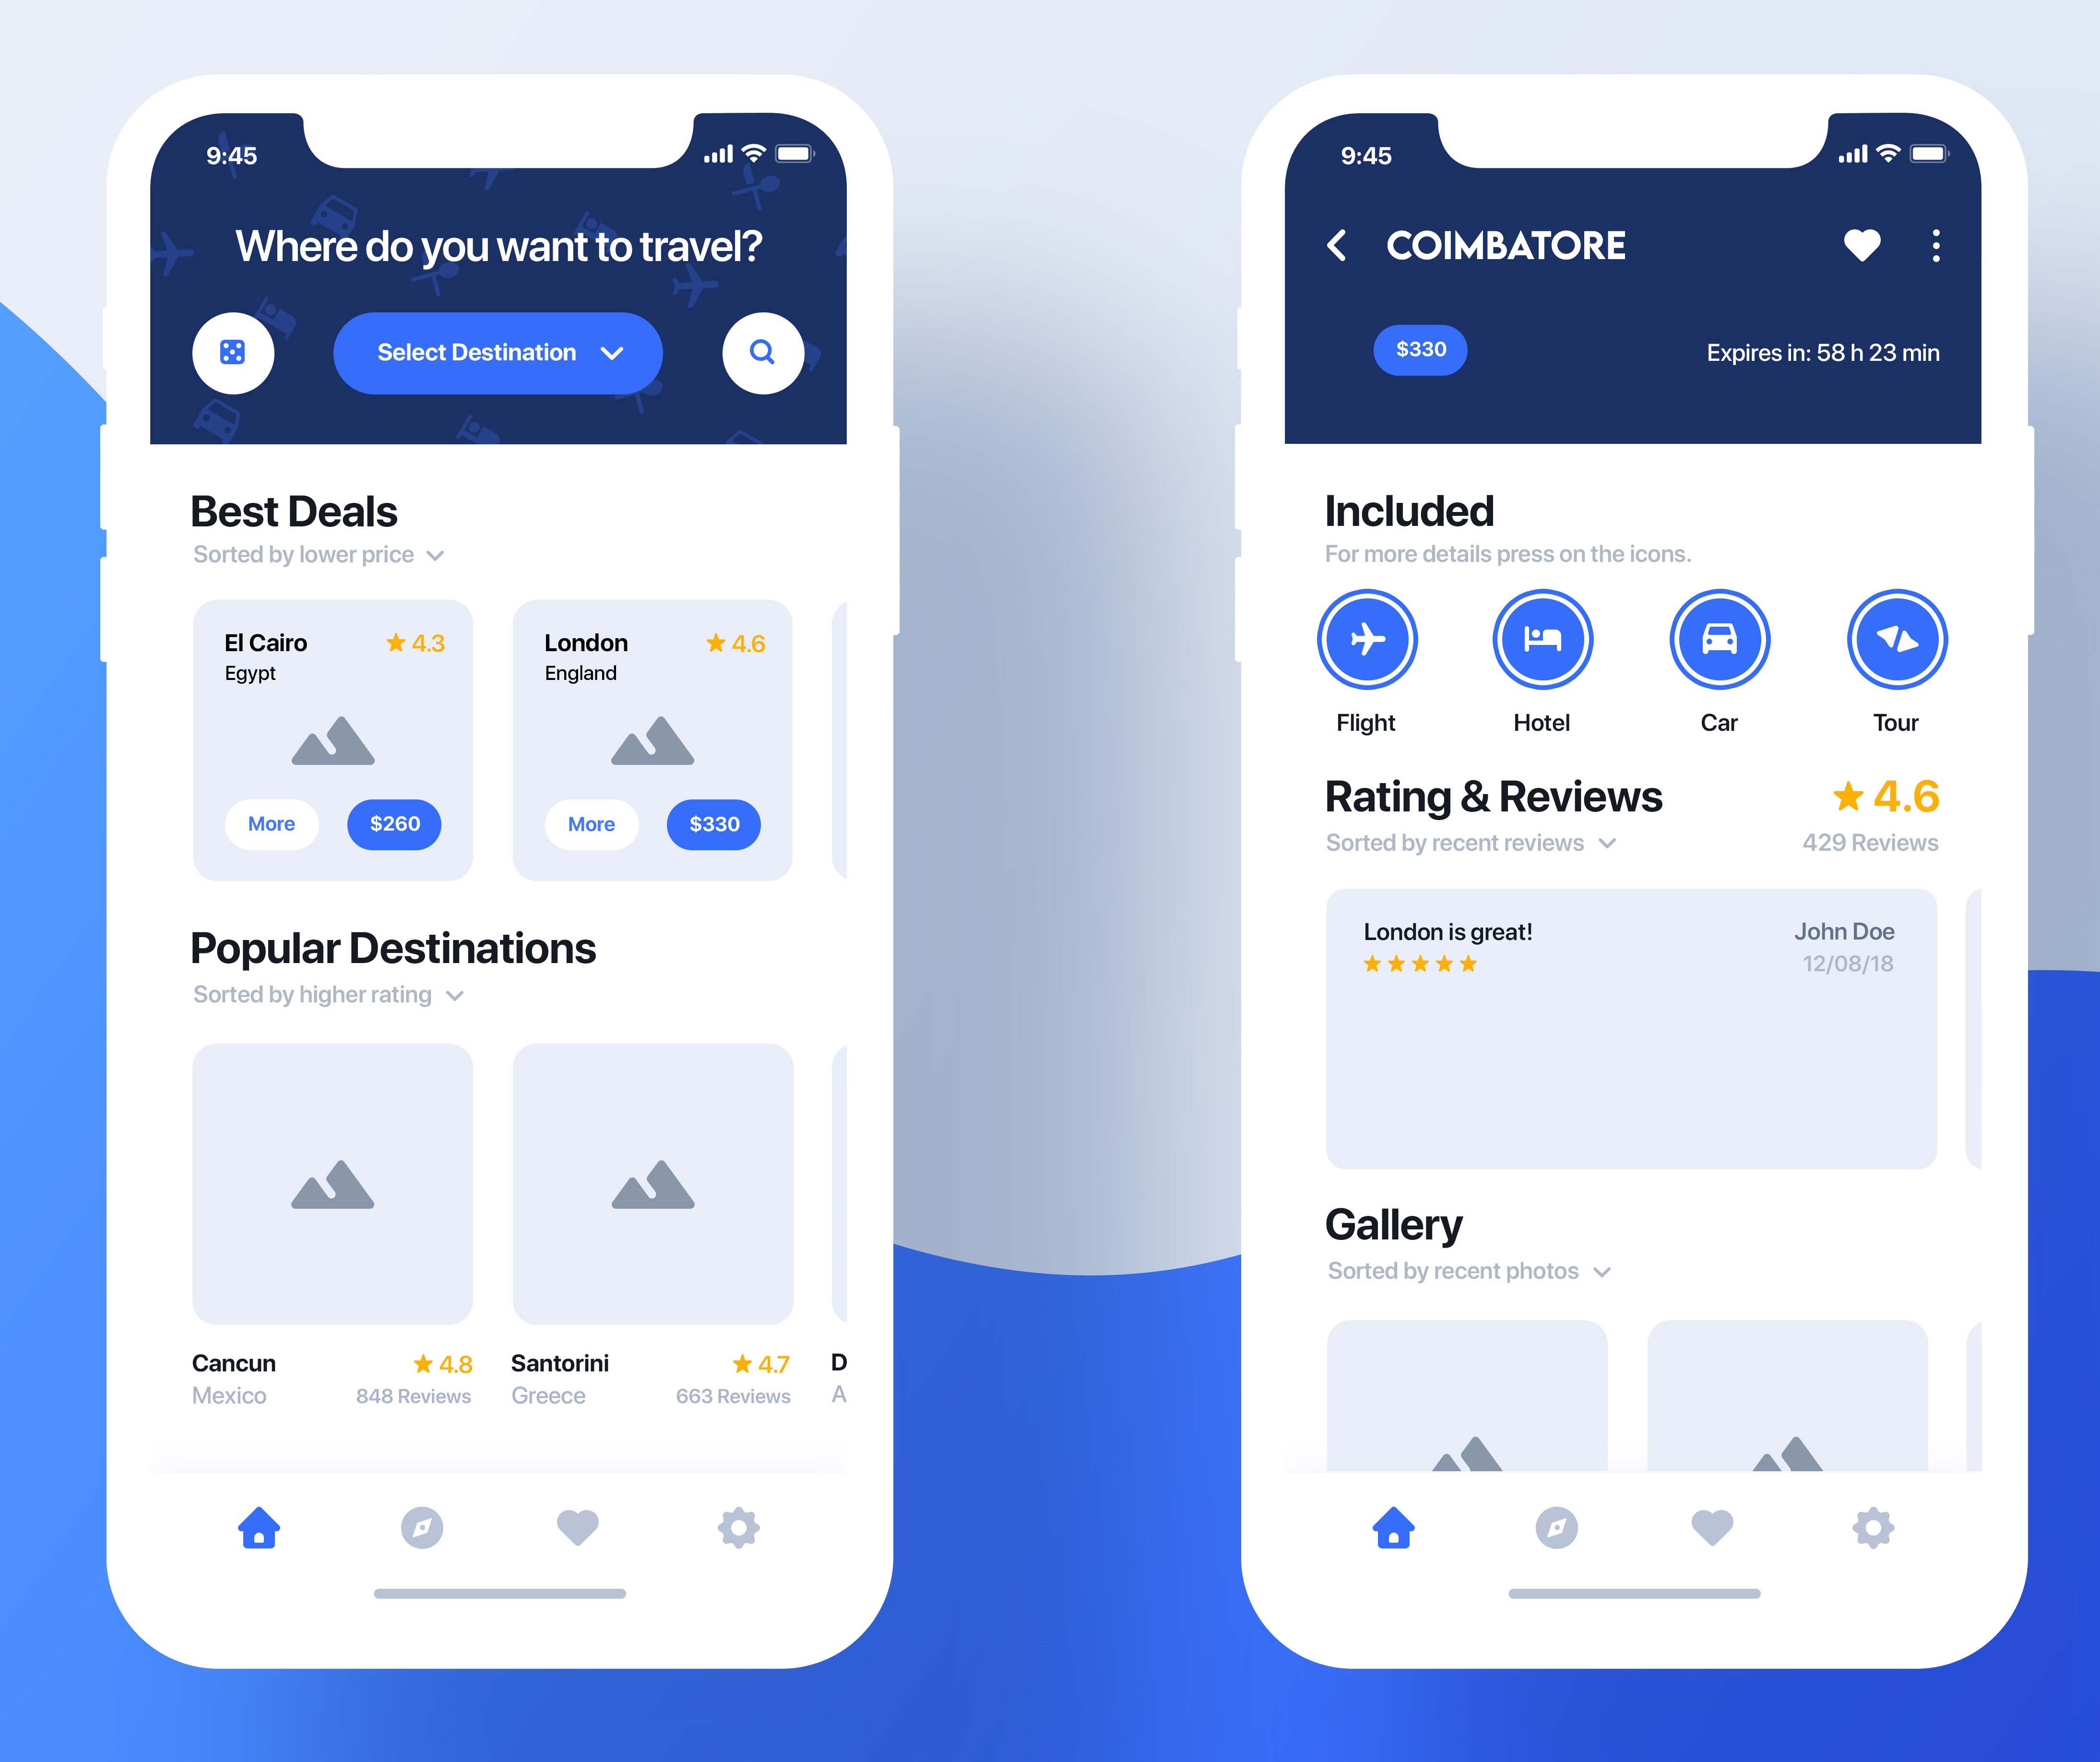 9:45
Where do you want to travel?
Select Destination
Best Deals
Sorted by lower price
El Cairo 4.3
Egypt
More $260
London 4.6
England
More $330
Popular Destinations
Sorted by higher rating
Cancun 4.8
Mexico 848 Reviews
Santorini 4.7
Greece 663 Reviews
D
A
9:45
COIMBATORE
$330 Expires in: 58 h 23 min
Included
For more details press on the icons.
Flight Hotel Car Tour
Rating & Reviews 4.6
Sorted by recent reviews 429 Reviews
London is great! John Doe
12/08/18
Gallery
Sorted by recent photos